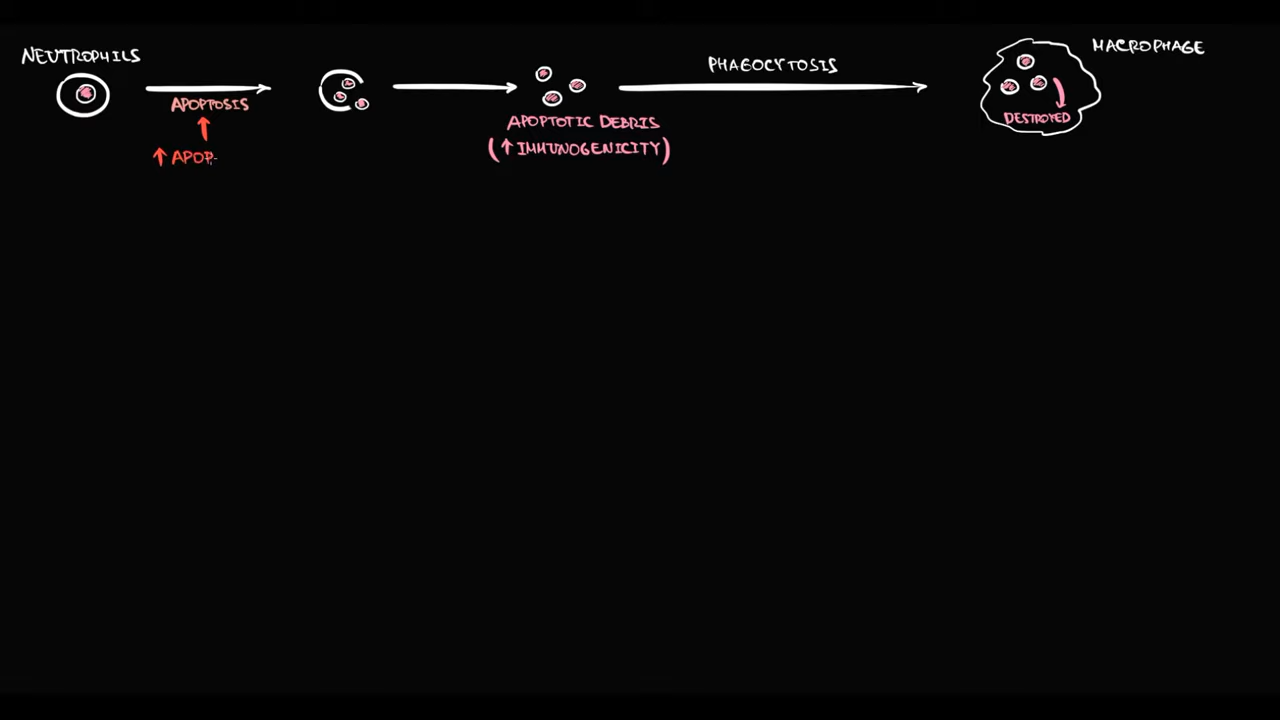 NEUTROPHILS
APOPTOSIS
↑ APOP
APOPTOTIC DEBRIS
(↑ IMMUNOGENICITY)
PHAGOCYTOSIS
MACROPHAGE
DESTROYED